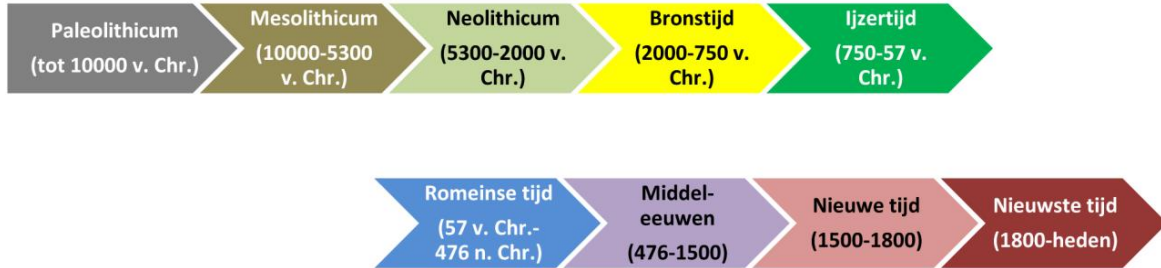 Paleolithicum
(tot 10000 v. Chr.)
Mesolithicum
(10000-5300
v. Chr.)
Neolithicum
(5300-2000 v.
Chr.)
Bronstijd
(2000-750 v.
Chr.)
Ijzertijd
(750-57 v.
Chr.)
Romeinse tijd
(57 v. Chr.-
476 n. Chr.)
Middel-
eeuwen
(476-1500)
Nieuwe tijd
(1500-1800)
Nieuwste tijd
(1800-heden)